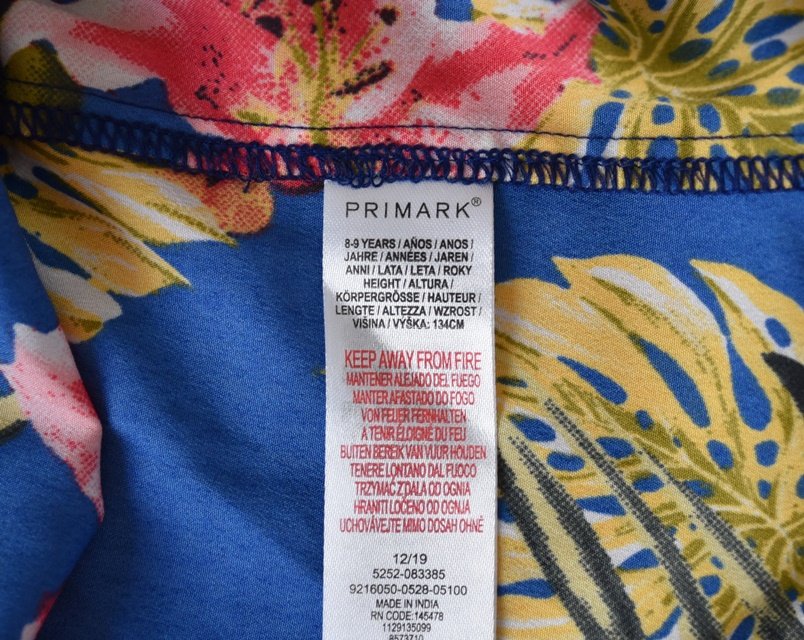 PRIMARK®
8-9 YEARS / AÑOS / ANOS /
JAHRE / ANNÉES / JAREN /
ANNI / LATA / LETA / ROKY
HEIGHT / ALTURA /
KÖRPERGRÖSSE / HAUTEUR /
LENGTE / ALTEZZA / WZROST /
VIŠINA / VÝŠKA: 134CM
KEEP AWAY FROM FIRE
MANTENER ALEJADO DEL FUEGO
MANTER AFASTADO DO FOGO
VON FEUER FERNHALTEN
A TENIR ÉLOIGNÉ DU FEU
BUITEN BEREIK VAN VUUR HOUDEN
TENERE LONTANO DAL FUOCO
TRZYMAĆ Z DALA OD OGNIA
HRANITI LOČENO OD OGNJA
UCHOVÁVEJTE MIMO DOSAH OHNĚ
12/19
5252-083385
9216050-0528-05100
MADE IN INDIA
RN CODE:145478
1129135099
8573710